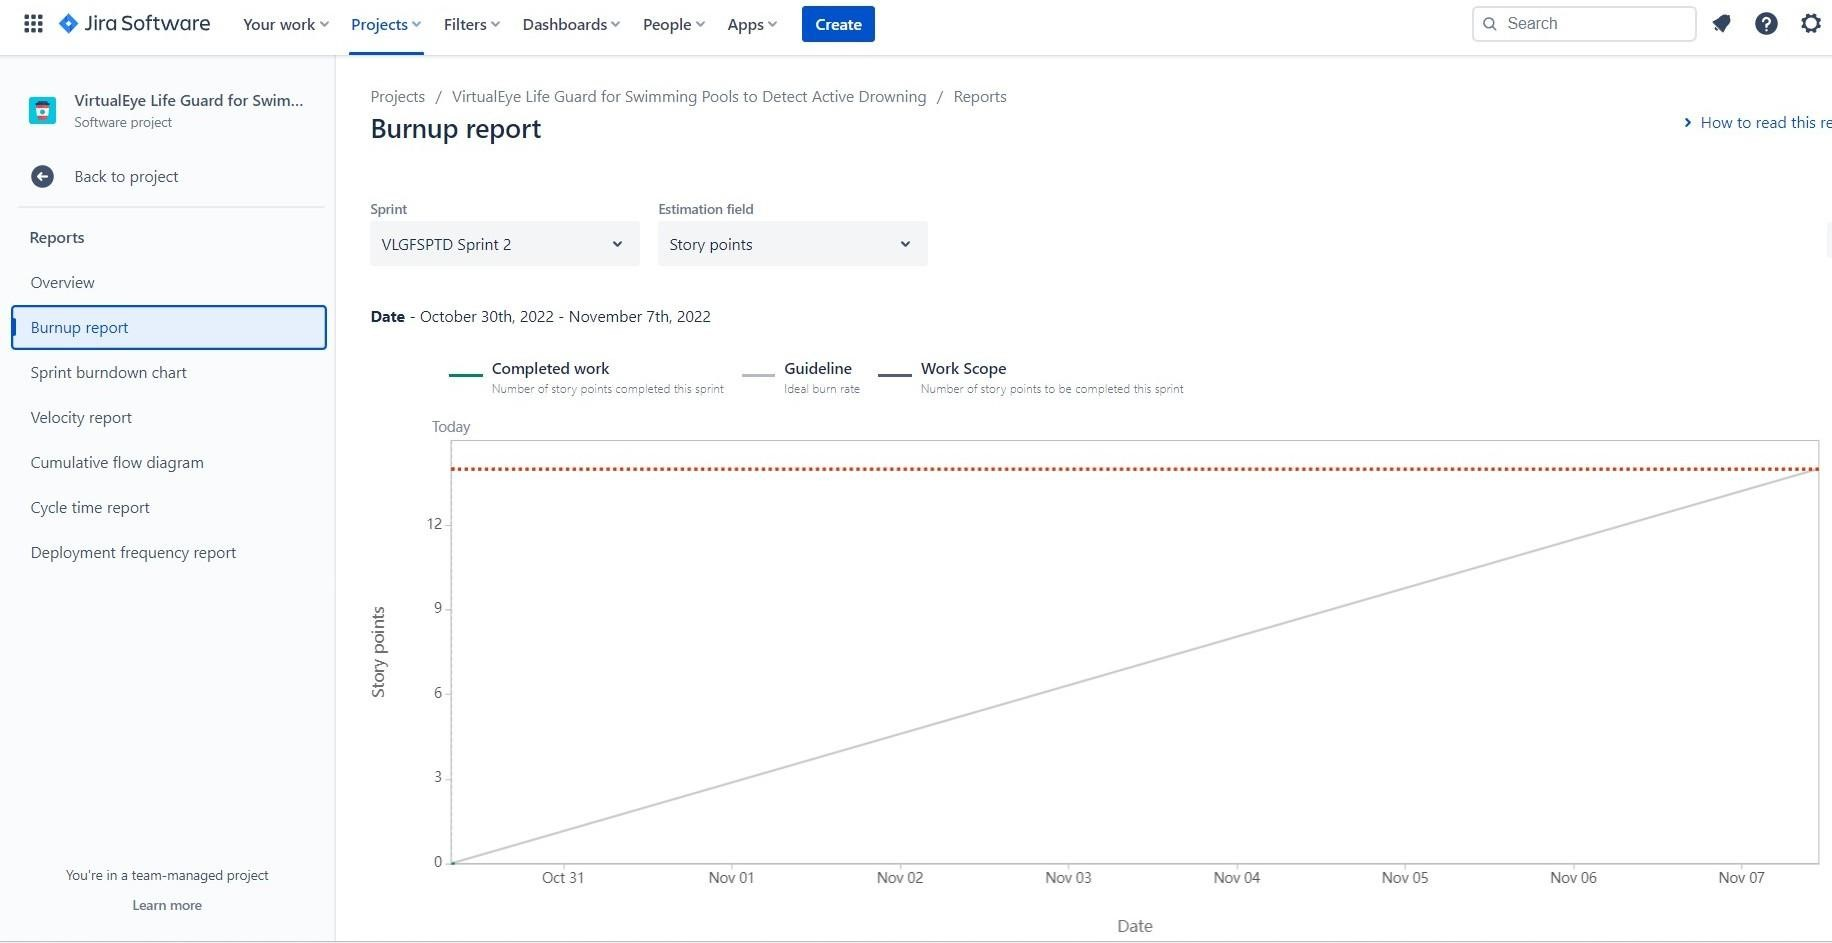 Jira Software
Your work
Projects
Filters
Dashboards
People
Apps
Create
Search
VirtualEye Life Guard for Swim...
Software project
Back to project
Reports
Overview
Burnup report
Sprint burndown chart
Velocity report
Cumulative flow diagram
Cycle time report
Deployment frequency report
You're in a team-managed project
Learn more
Projects / VirtualEye Life Guard for Swimming Pools to Detect Active Drowning / Reports
Burnup report
How to read this re
Sprint
VLGFSPTD Sprint 2
Estimation field
Story points
Date - October 30th, 2022 - November 7th, 2022
Completed work
Number of story points completed this sprint
Guideline
Ideal burn rate
Work Scope
Number of story points to be completed this sprint
Today
12
9
6
3
0
Story points
Oct 31 Nov 01 Nov 02 Nov 03 Nov 04 Nov 05 Nov 06 Nov 07
Date